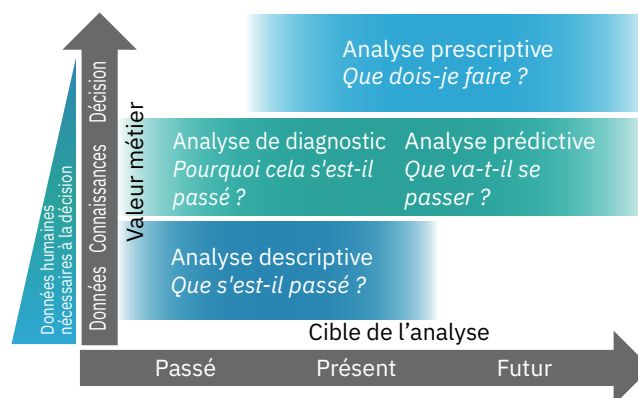 Analyse prescriptive
Que dois-je faire ?
Analyse de diagnostic
Pourquoi cela s'est-il
passé ?
Analyse prédictive
Que va-t-il se
passer ?
Analyse descriptive
Que s'est-il passé ?
Données humaines
nécessaires à la décision
Données
Connaissances
Décision
Valeur métier
Cible de l’analyse
Passé
Présent
Futur